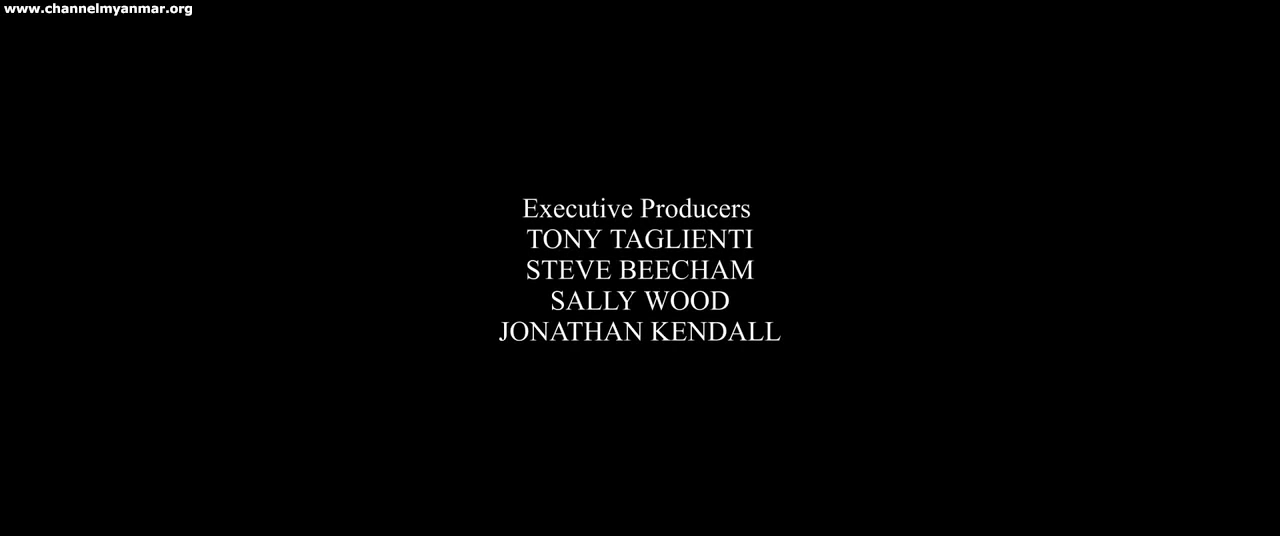 www.channelmyanmar.org
Executive Producers
TONY TAGLIENTI
STEVE BEECHAM
SALLY WOOD
JONATHAN KENDALL